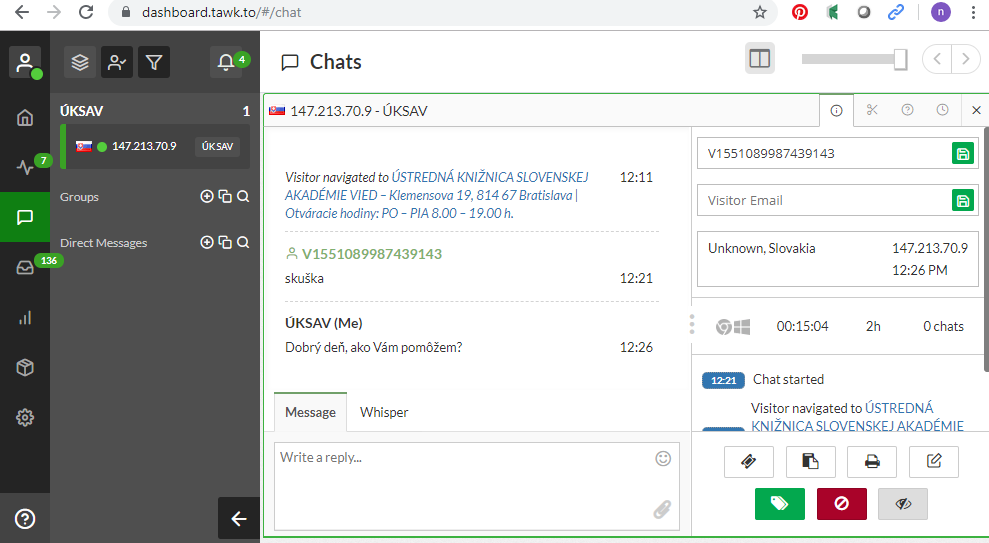 dashboard.tawk.to/#/chat
n
4
Chats
ÚKSAV 1
147.213.70.9 ÚKSAV
7
Groups
Direct Messages
136
147.213.70.9 - ÚKSAV
Visitor navigated to ÚSTREDNÁ KNIŽNICA SLOVENSKEJ 12:11
AKADÉMIE VIED – Klemensova 19, 814 67 Bratislava |
Otváracie hodiny: PO – PIA 8.00 – 19.00 h.
V1551089987439143
skuška 12:21
ÚKSAV (Me)
Dobrý deň, ako Vám pomôžem? 12:26
Message Whisper
Write a reply...
V1551089987439143
Visitor Email
Unknown, Slovakia 147.213.70.9
12:26 PM
00:15:04 2h 0 chats
12:21 Chat started
Visitor navigated to ÚSTREDNÁ
KNIŽNICA SLOVENSKEJ AKADÉMIE